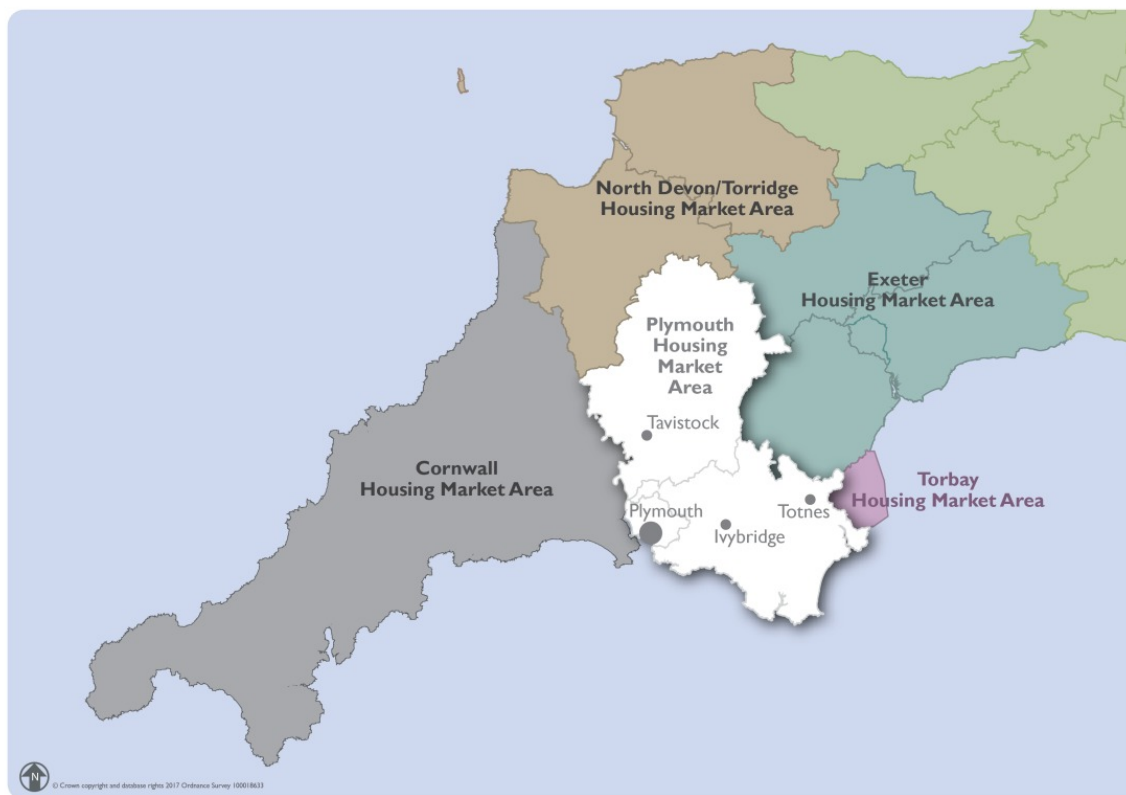 North Devon/Torridge
Housing Market Area
Exeter
Housing Market Area
Plymouth
Housing
Market
Area
Tavistock
Cornwall
Housing Market Area
Torbay
Housing Market Area
Plymouth
Totnes
Ivybridge
N
© Crown copyright and database rights 2017 Ordnance Survey 100018633